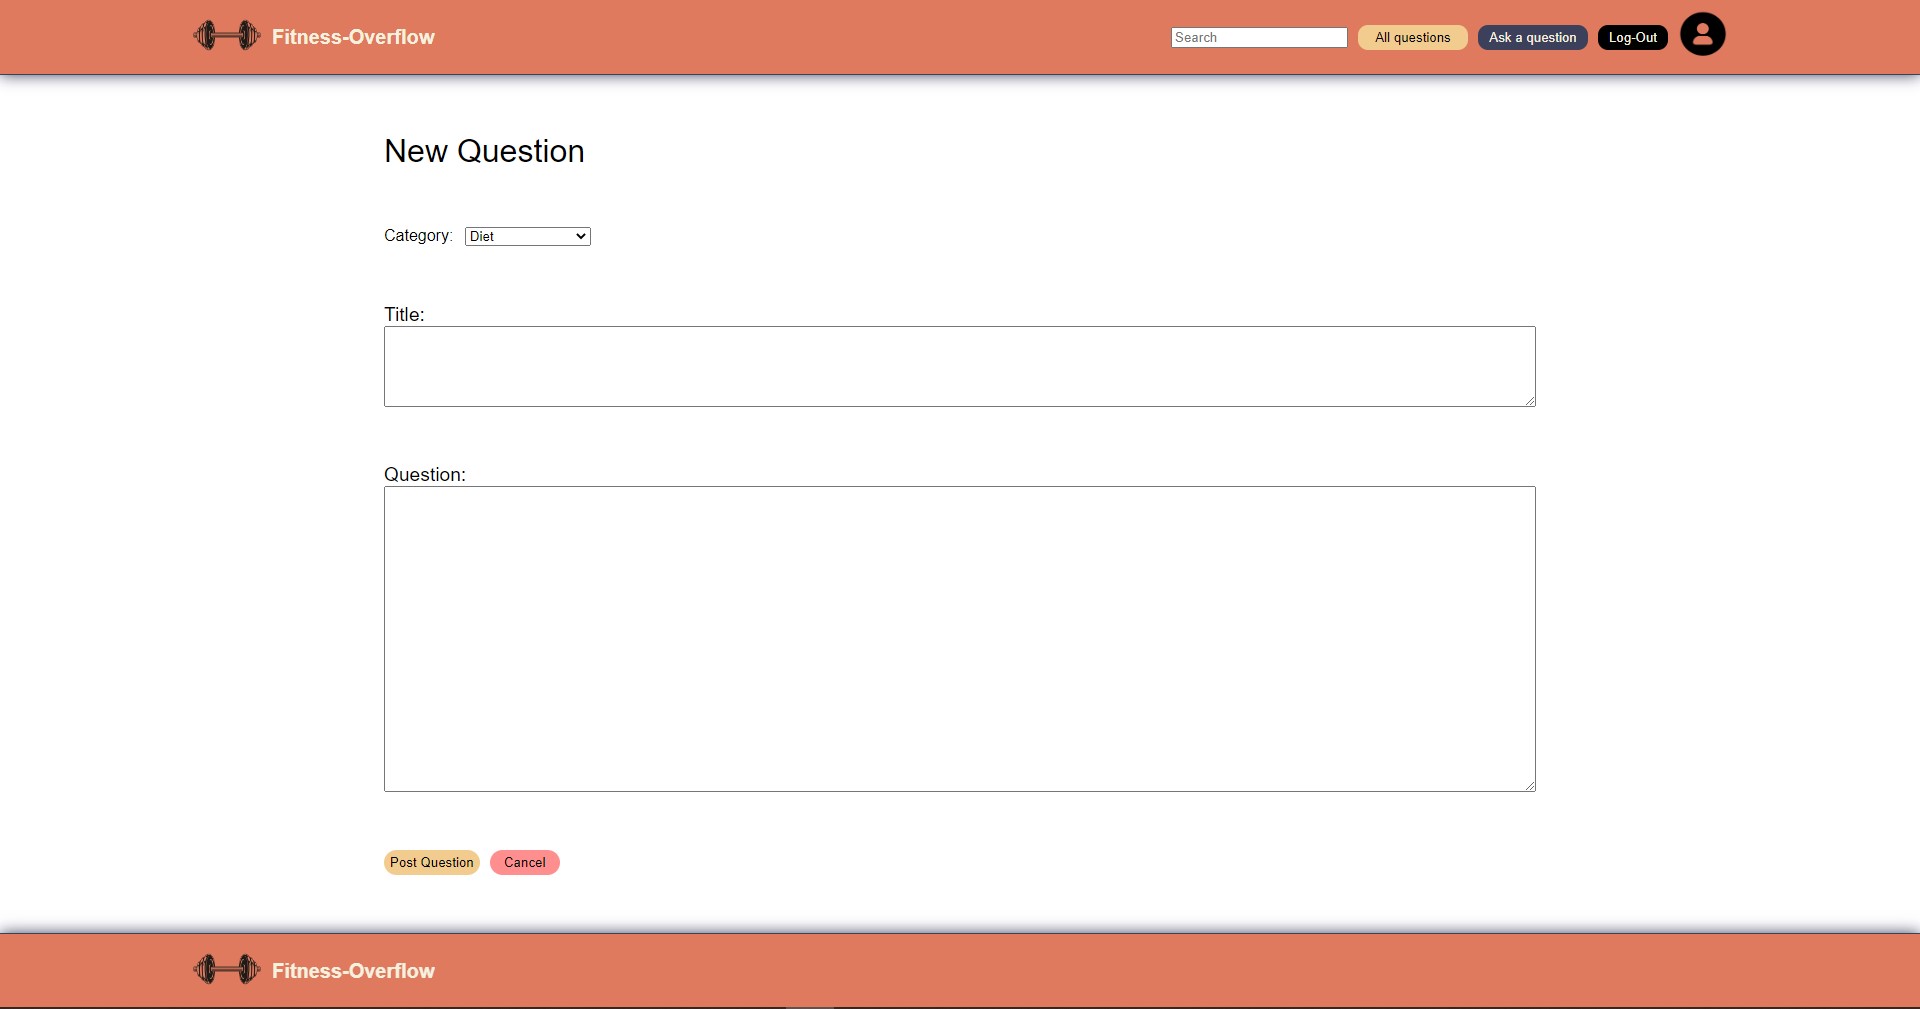 Fitness-Overflow
Search
All questions
Ask a question
Log-Out
New Question
Category: Diet
Title:
Question:
Post Question
Cancel
Fitness-Overflow